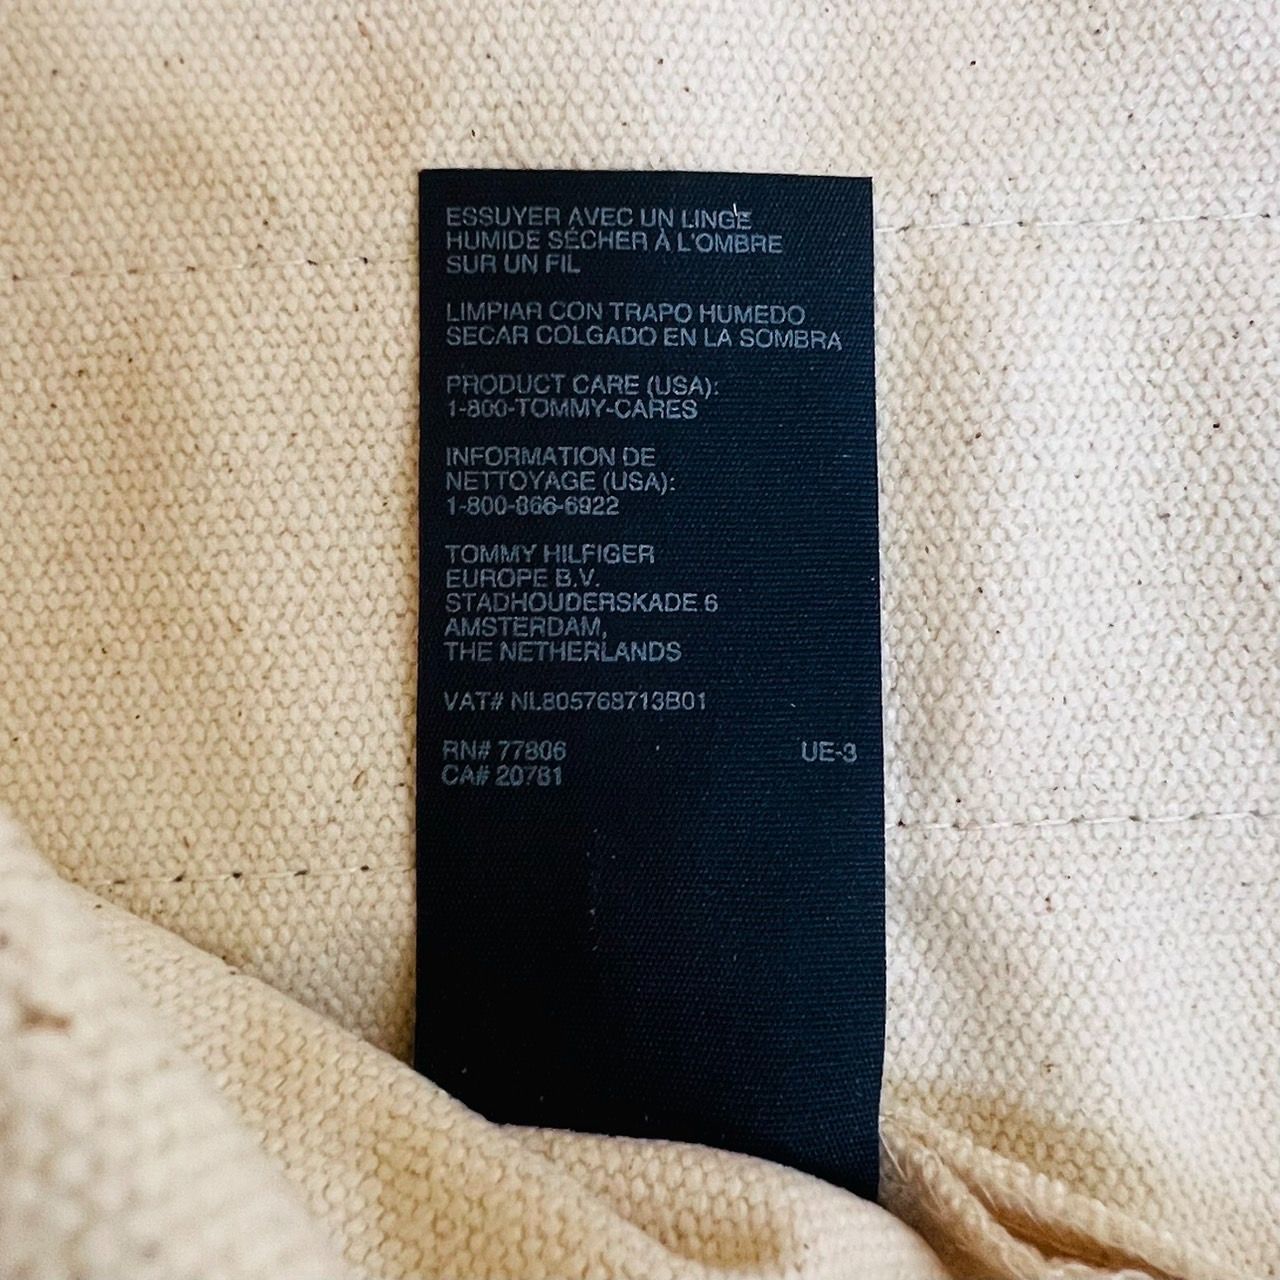 ESSUYER AVEC UN LINGE
HUMIDE SÉCHER À L'OMBRE
SUR UN FIL
LIMPIAR CON TRAPO HUMEDO
SECAR COLGADO EN LA SOMBRA
PRODUCT CARE (USA):
1-800-TOMMY-CARES
INFORMATION DE
NETTOYAGE (USA):
1-800-866-6922
TOMMY HILFIGER
EUROPE B.V.
STADHOUDERSKADE 6
AMSTERDAM,
THE NETHERLANDS
VAT# NL805768713B01
RN# 77806 UE-3
CA# 20781